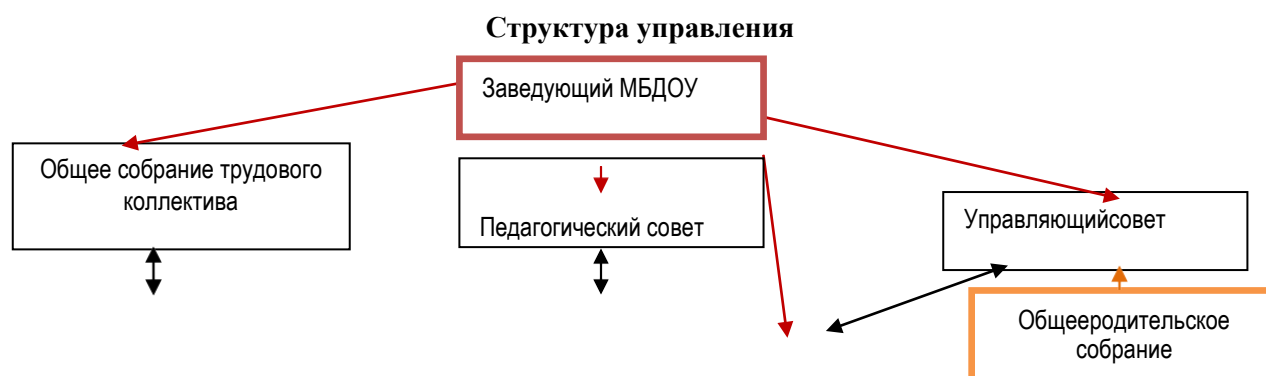 Структура управления
Заведующий МБДОУ
Общее собрание трудового
коллектива
Педагогический совет
Управляющийсовет
Общееродительское
собрание